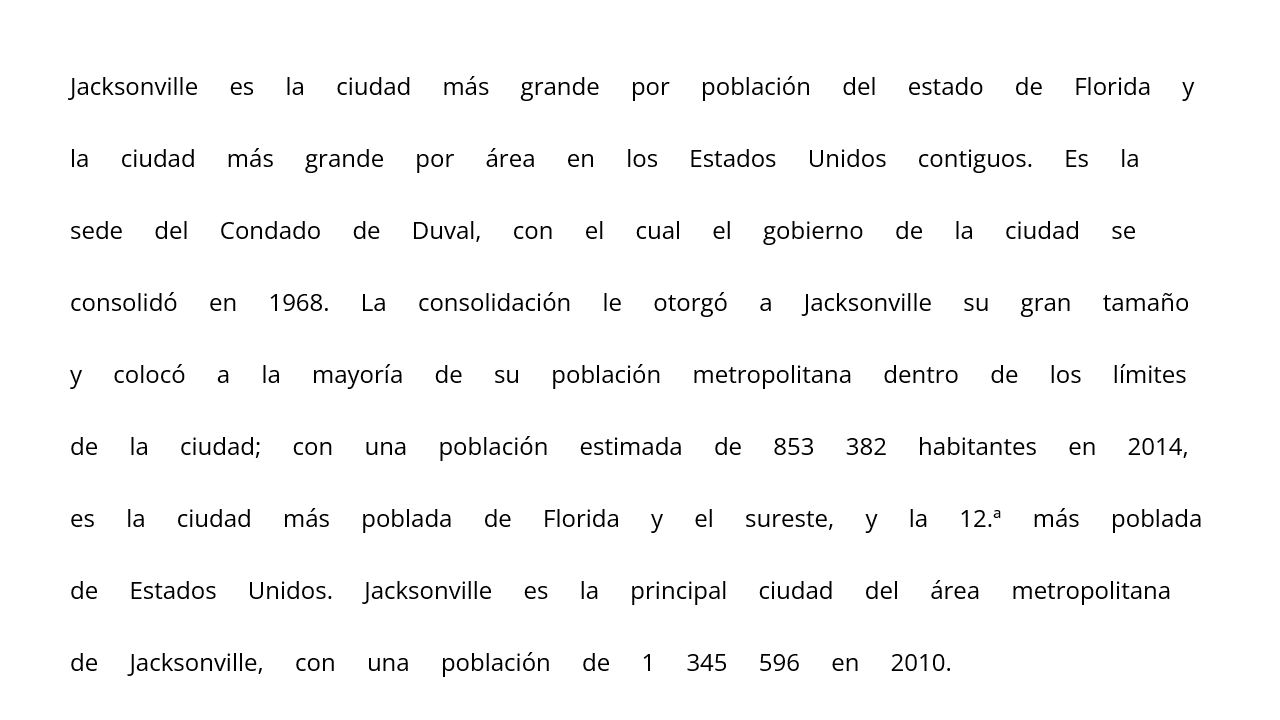 Jacksonville es la ciudad más grande por población del estado de Florida y
la ciudad más grande por área en los Estados Unidos contiguos. Es la
sede del Condado de Duval, con el cual el gobierno de la ciudad se
consolidó en 1968. La consolidación le otorgó a Jacksonville su gran tamaño
y colocó a la mayoría de su población metropolitana dentro de los límites
de la ciudad; con una población estimada de 853 382 habitantes en 2014,
es la ciudad más poblada de Florida y el sureste, y la 12.ª más poblada
de Estados Unidos. Jacksonville es la principal ciudad del área metropolitana
de Jacksonville, con una población de 1 345 596 en 2010.